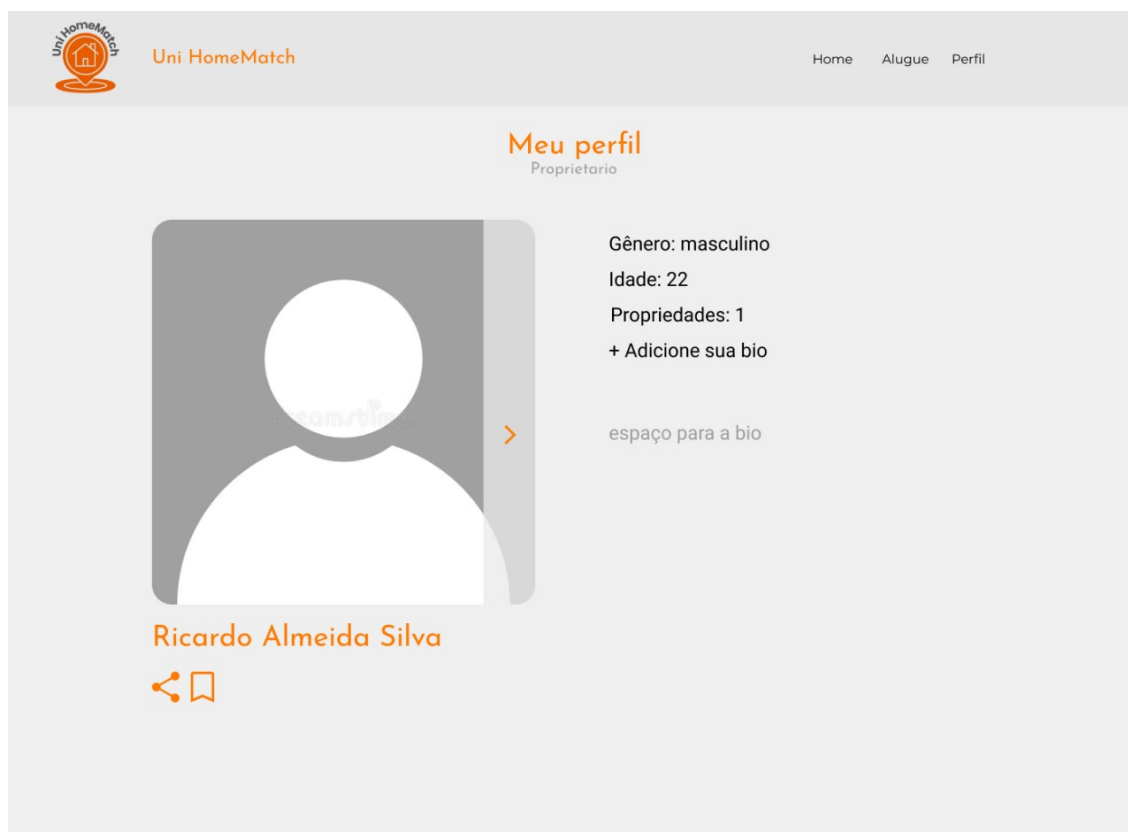 Uni HomeMatch
Uni HomeMatch
Home Alugue Perfil
Meu perfil
Proprietario
Gênero: masculino
Idade: 22
Propriedades: 1
+ Adicione sua bio
espaço para a bio
Ricardo Almeida Silva